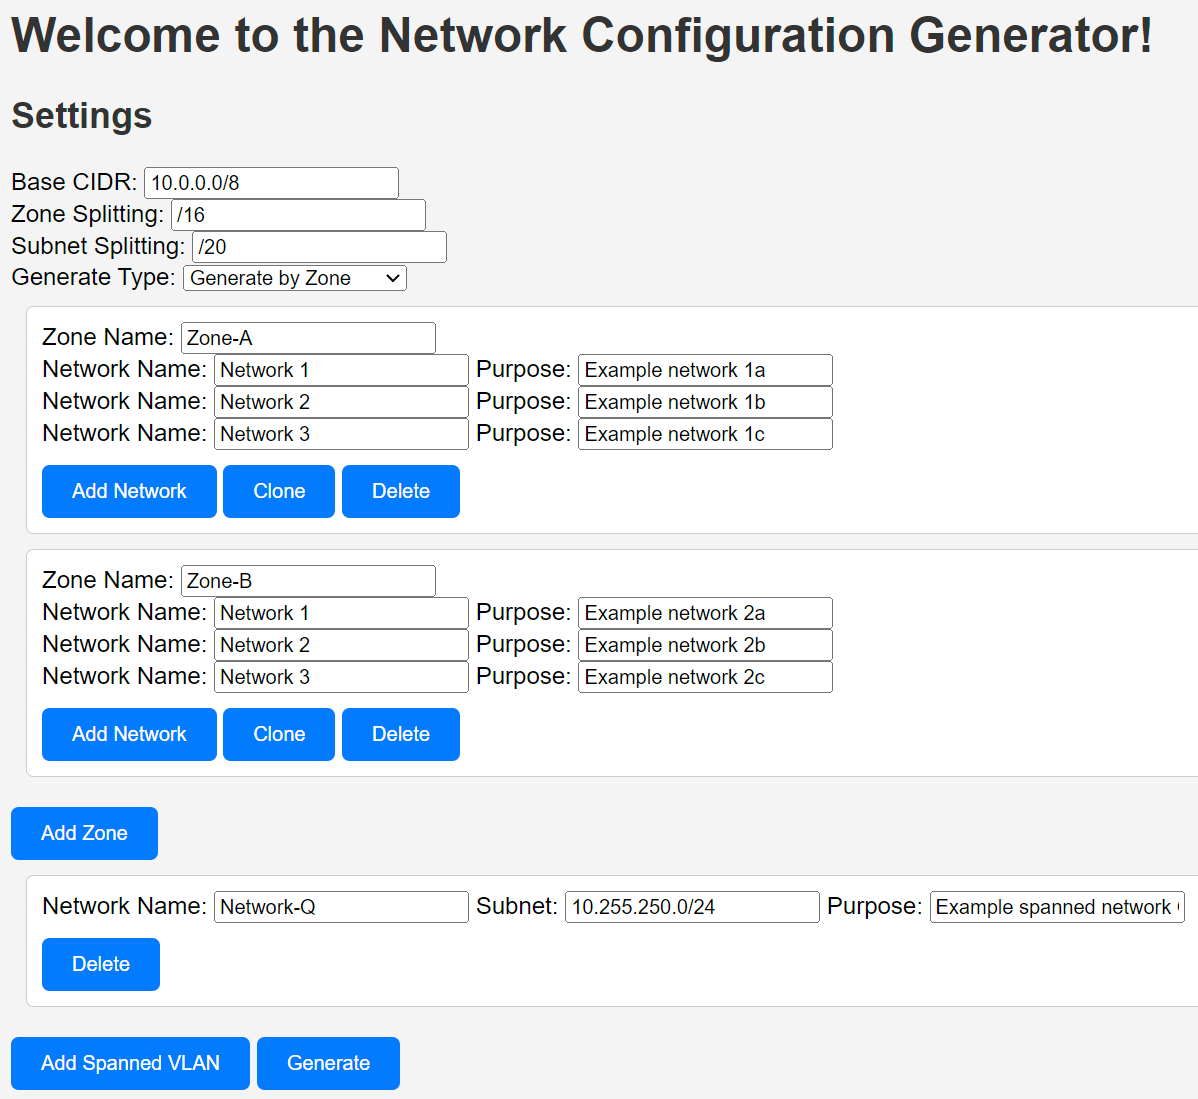 Welcome to the Network Configuration Generator!
Settings
Base CIDR: 10.0.0.0/8
Zone Splitting: /16
Subnet Splitting: /20
Generate Type: Generate by Zone
Zone Name: Zone-A
Network Name: Network 1 Purpose: Example network 1a
Network Name: Network 2 Purpose: Example network 1b
Network Name: Network 3 Purpose: Example network 1c
Add Network Clone Delete
Zone Name: Zone-B
Network Name: Network 1 Purpose: Example network 2a
Network Name: Network 2 Purpose: Example network 2b
Network Name: Network 3 Purpose: Example network 2c
Add Network Clone Delete
Add Zone
Network Name: Network-Q Subnet: 10.255.250.0/24 Purpose: Example spanned network
Delete
Add Spanned VLAN Generate